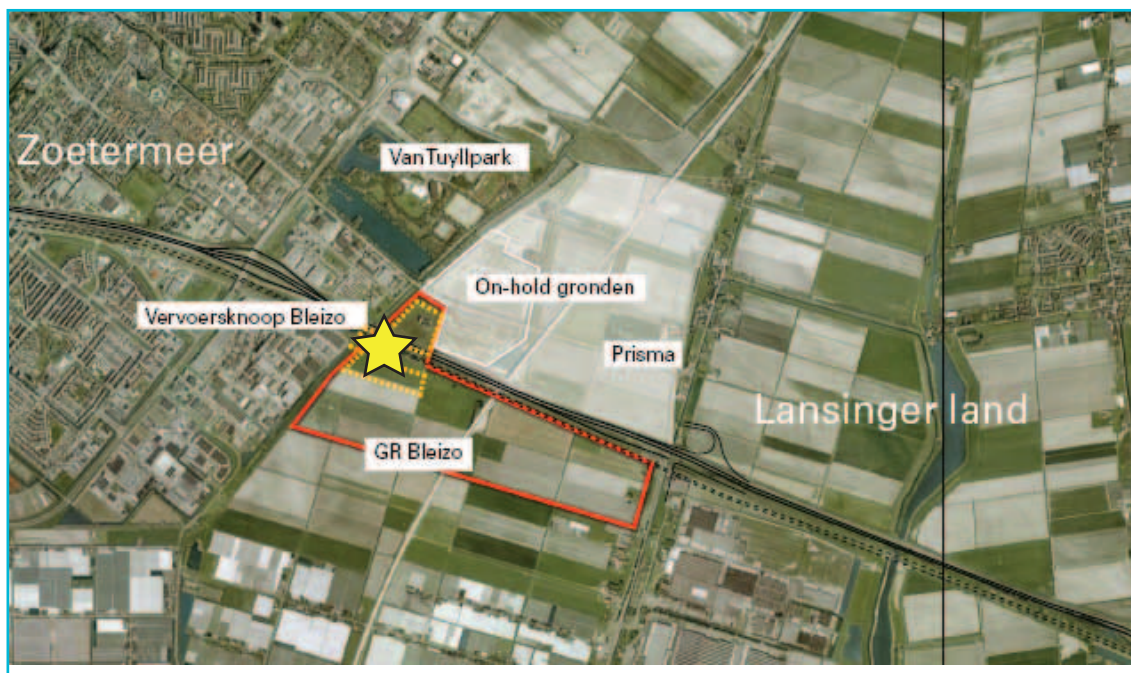 Zoetermeer
VanTuyllpark
On-hold gronden
Vervoersknoop Bleizo
Prisma
Lansinger land
GR Bleizo